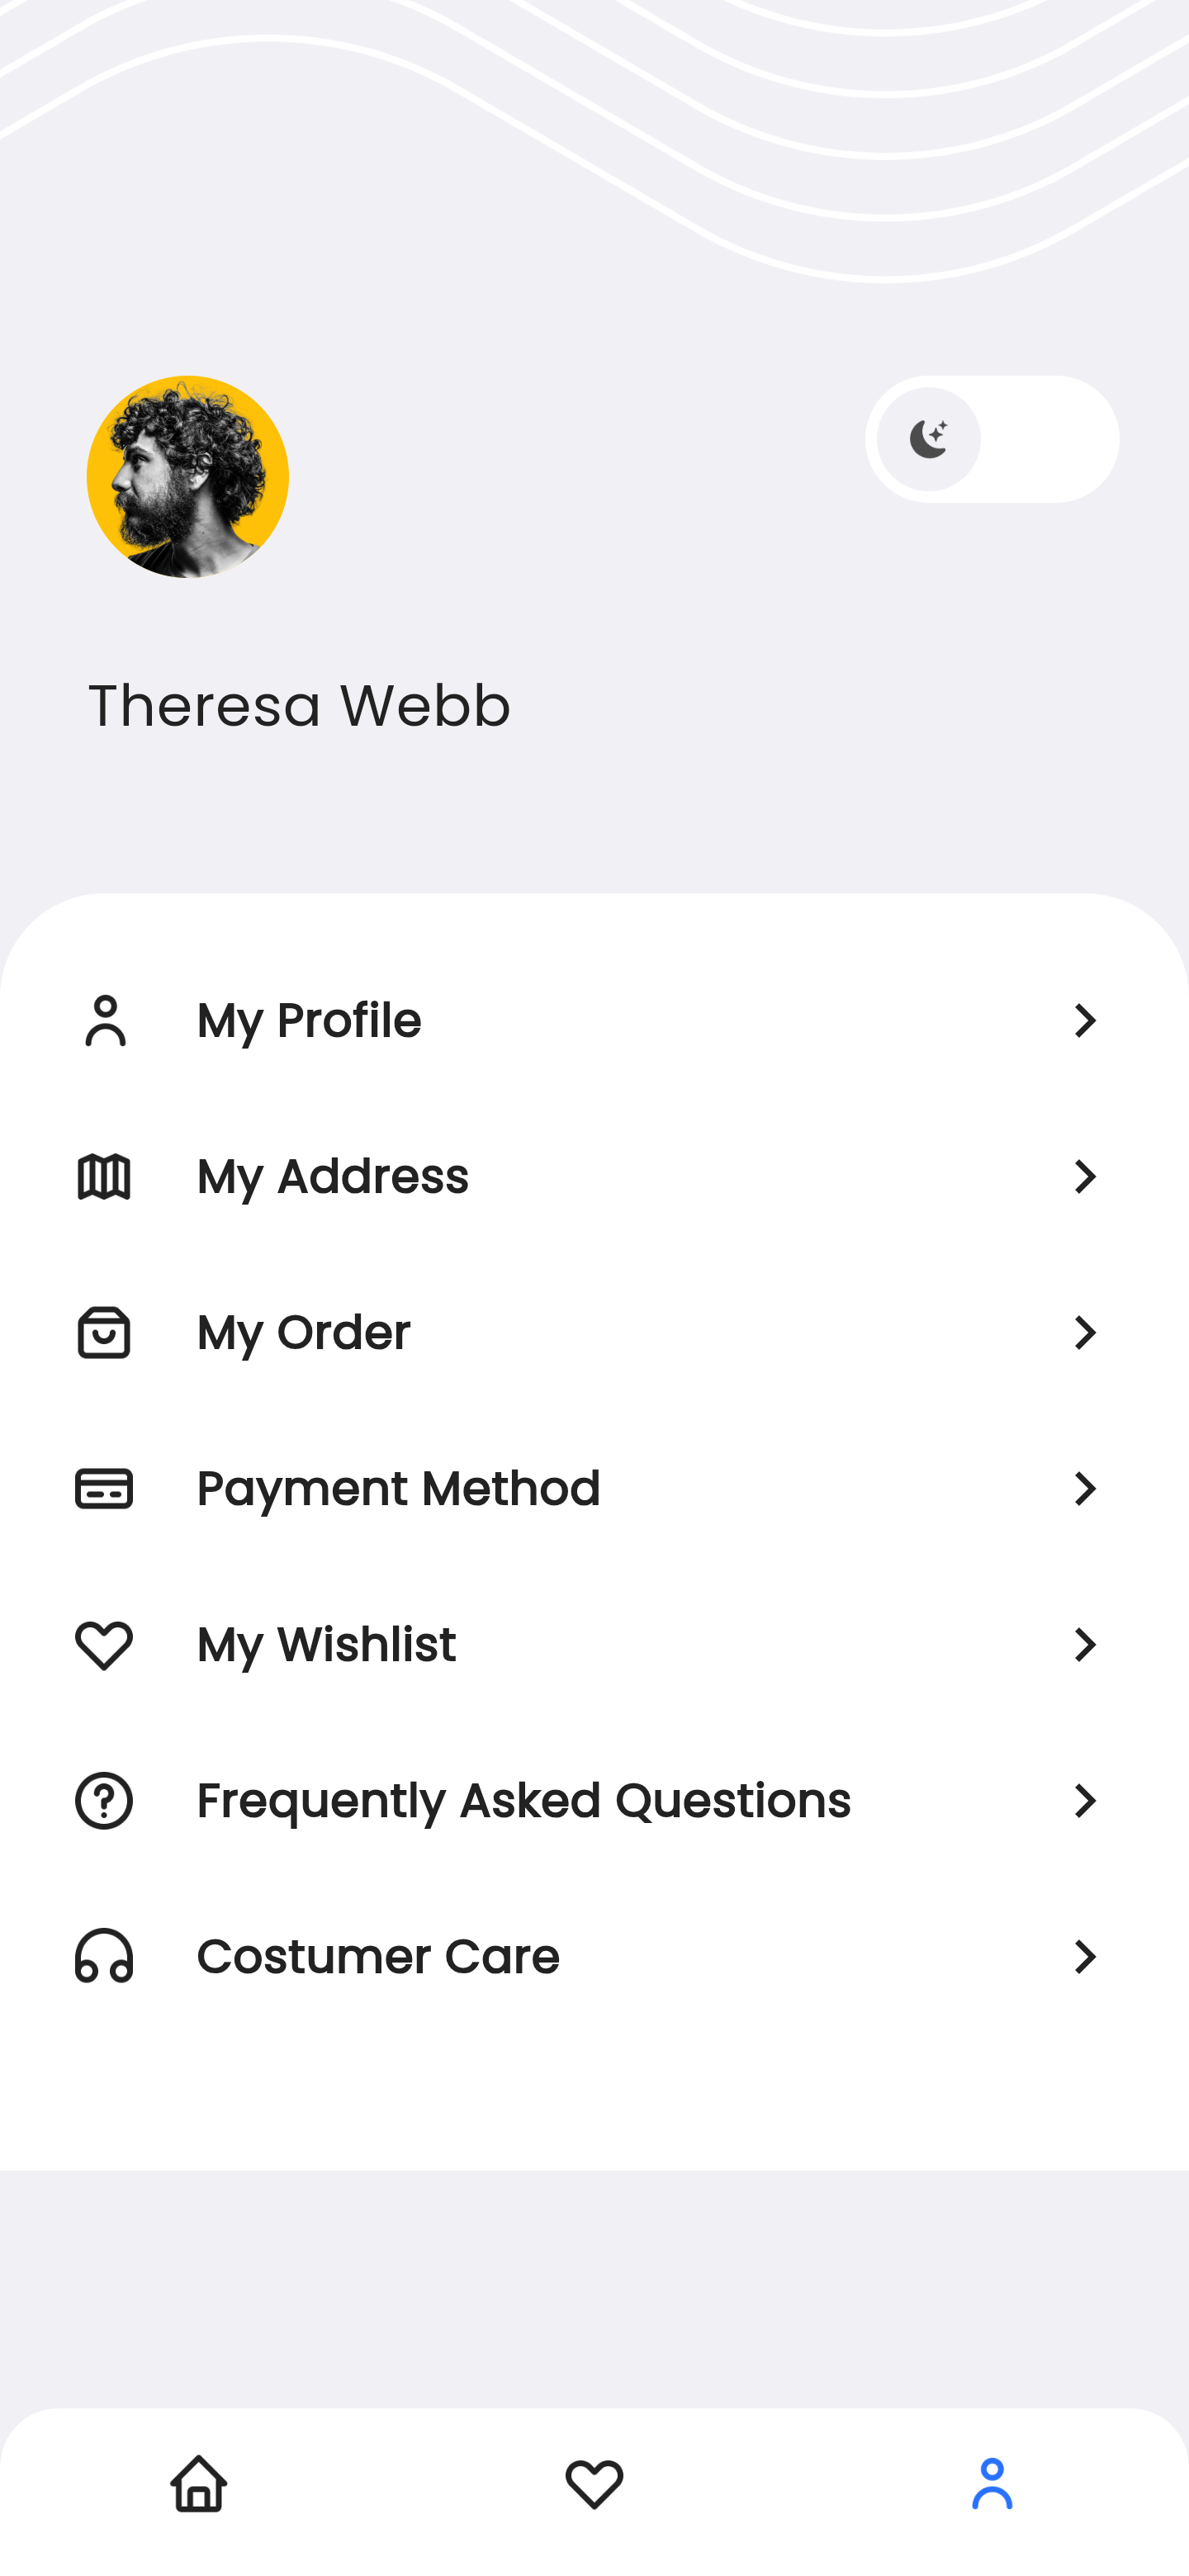 Theresa Webb
My Profile
My Address
My Order
Payment Method
My Wishlist
Frequently Asked Questions
Costumer Care